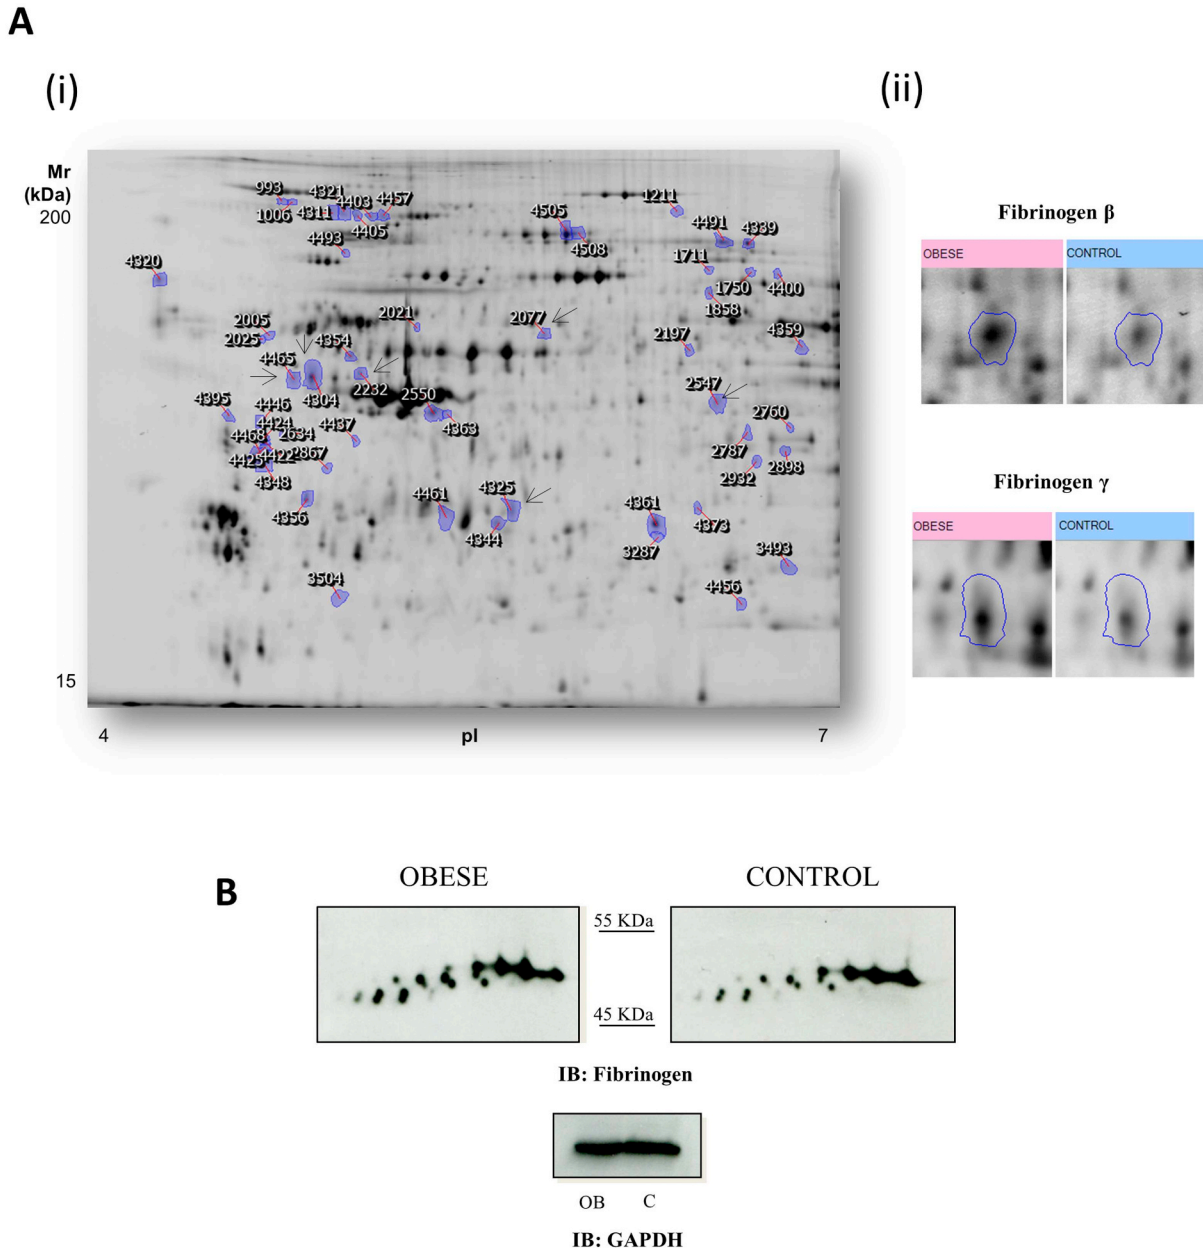 A
(i)
(ii)
Mr
(kDa)
200
15
4
pI
7
993
4321
4403
4457
1006
4311
4405
4493
4320
4505
4508
1211
4491
4339
1711
1750
4400
1858
2005
2025
2021
2077
4354
2197
4359
4465
4304
2232
2550
4363
2547
4395
4446
4424
4468
2634
4437
4425
4422
2867
4348
2760
2787
2932
2898
4356
4461
4325
4344
4361
3287
4373
3493
3504
4456
Fibrinogen β
OBESE
CONTROL
Fibrinogen γ
OBESE
CONTROL
B
OBESE
CONTROL
55 KDa
45 KDa
IB: Fibrinogen
OB C
IB: GAPDH